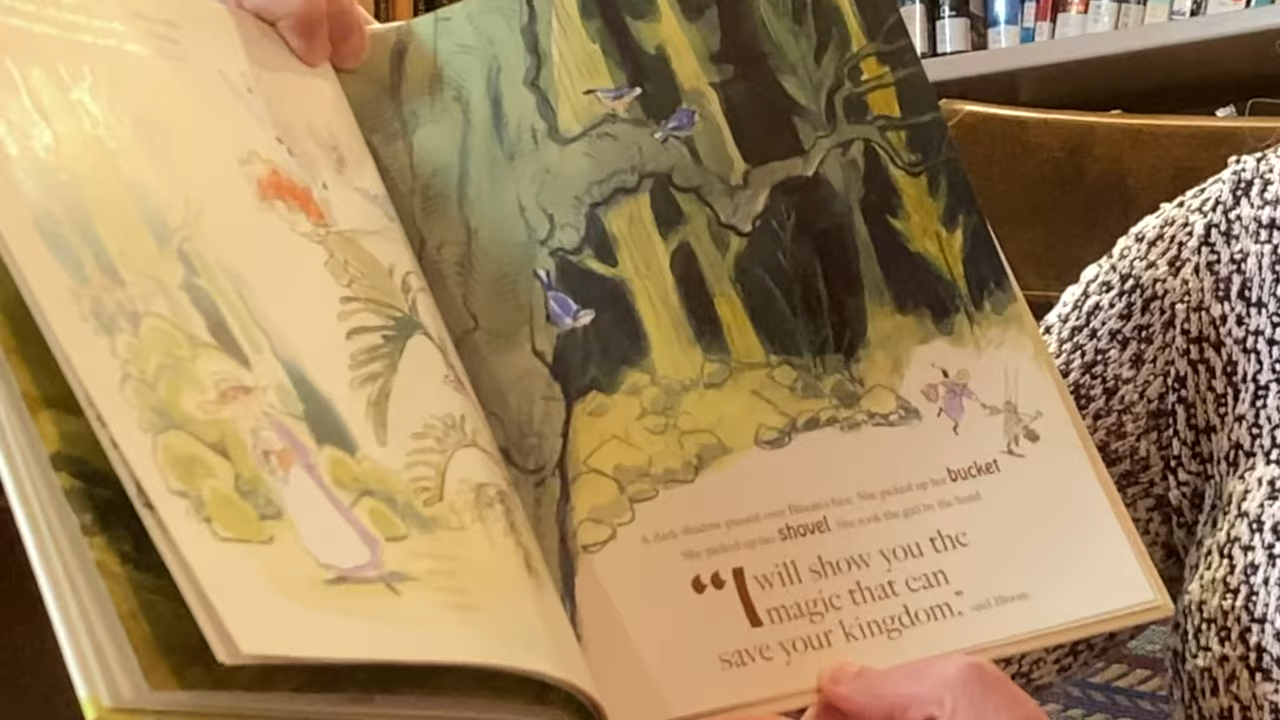 A dark shadow passed over Bloom's face. She picked up her bucket
She picked up her shovel. She took the girl by the hand
“I will show you the
magic that can
save your kingdom,” said Bloom.